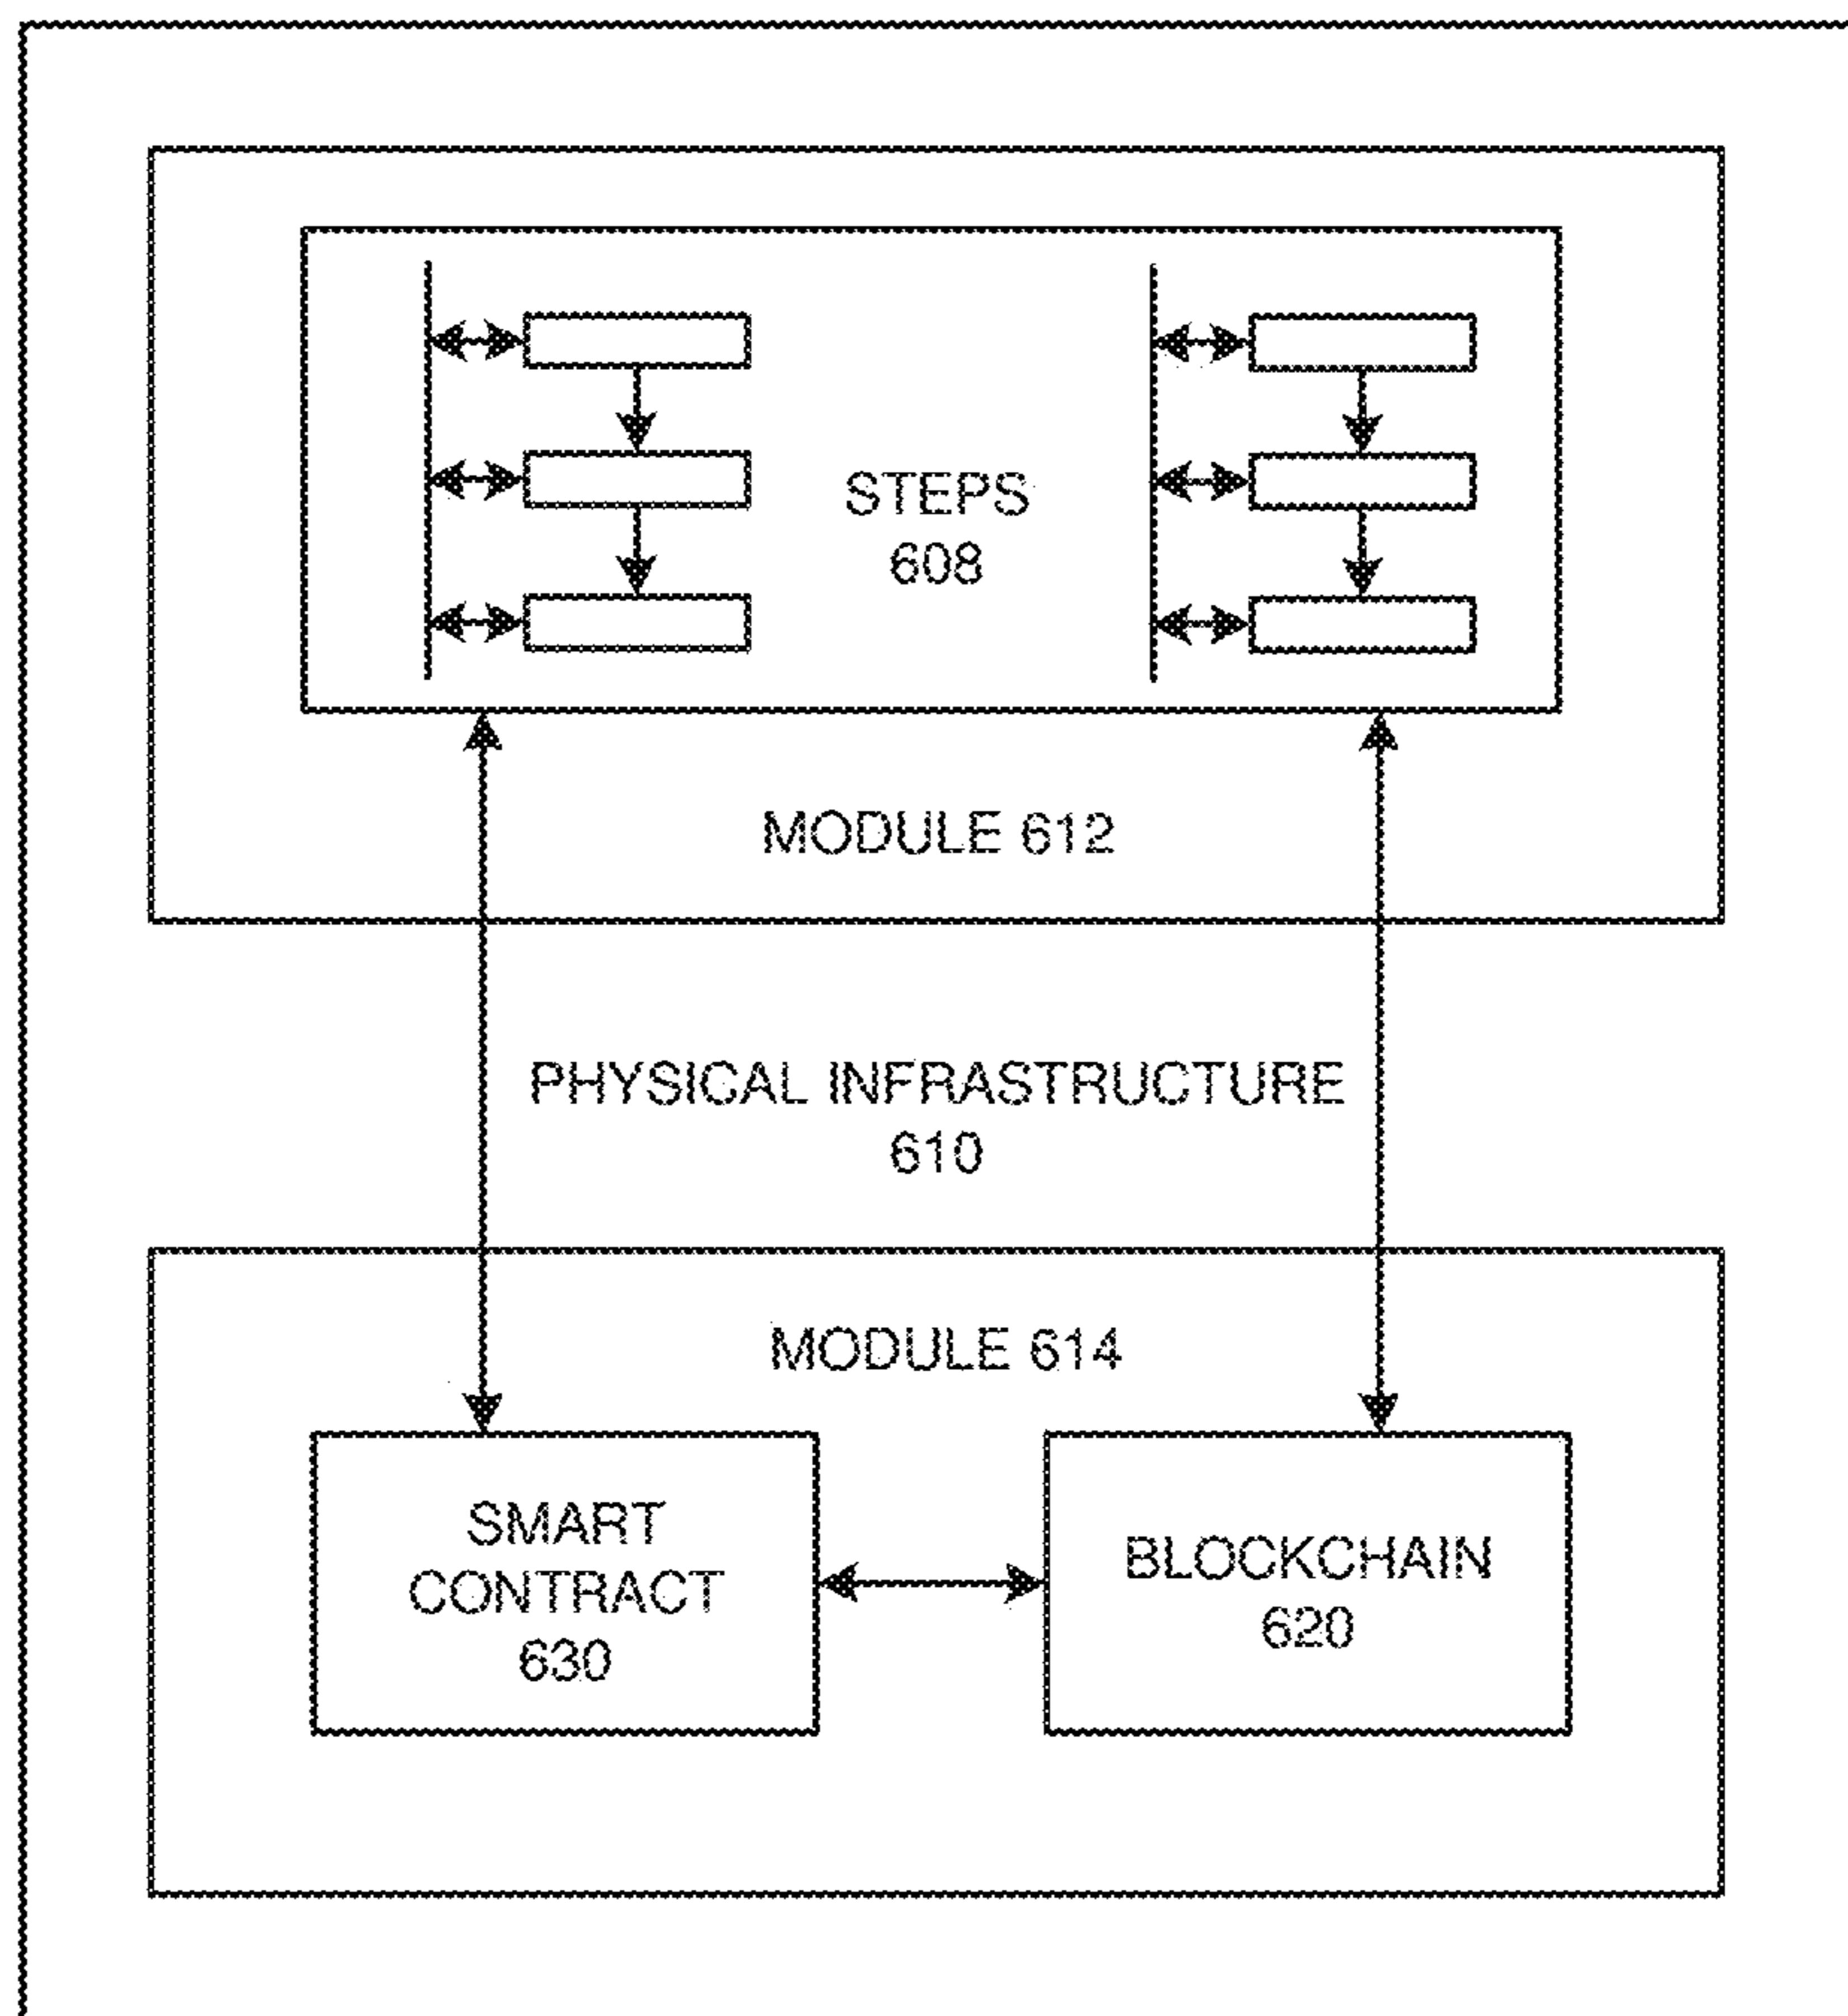 STEPS
608
MODULE 612
PHYSICAL INFRASTRUCTURE
610
MODULE 614
SMART
CONTRACT
630
BLOCKCHAIN
620